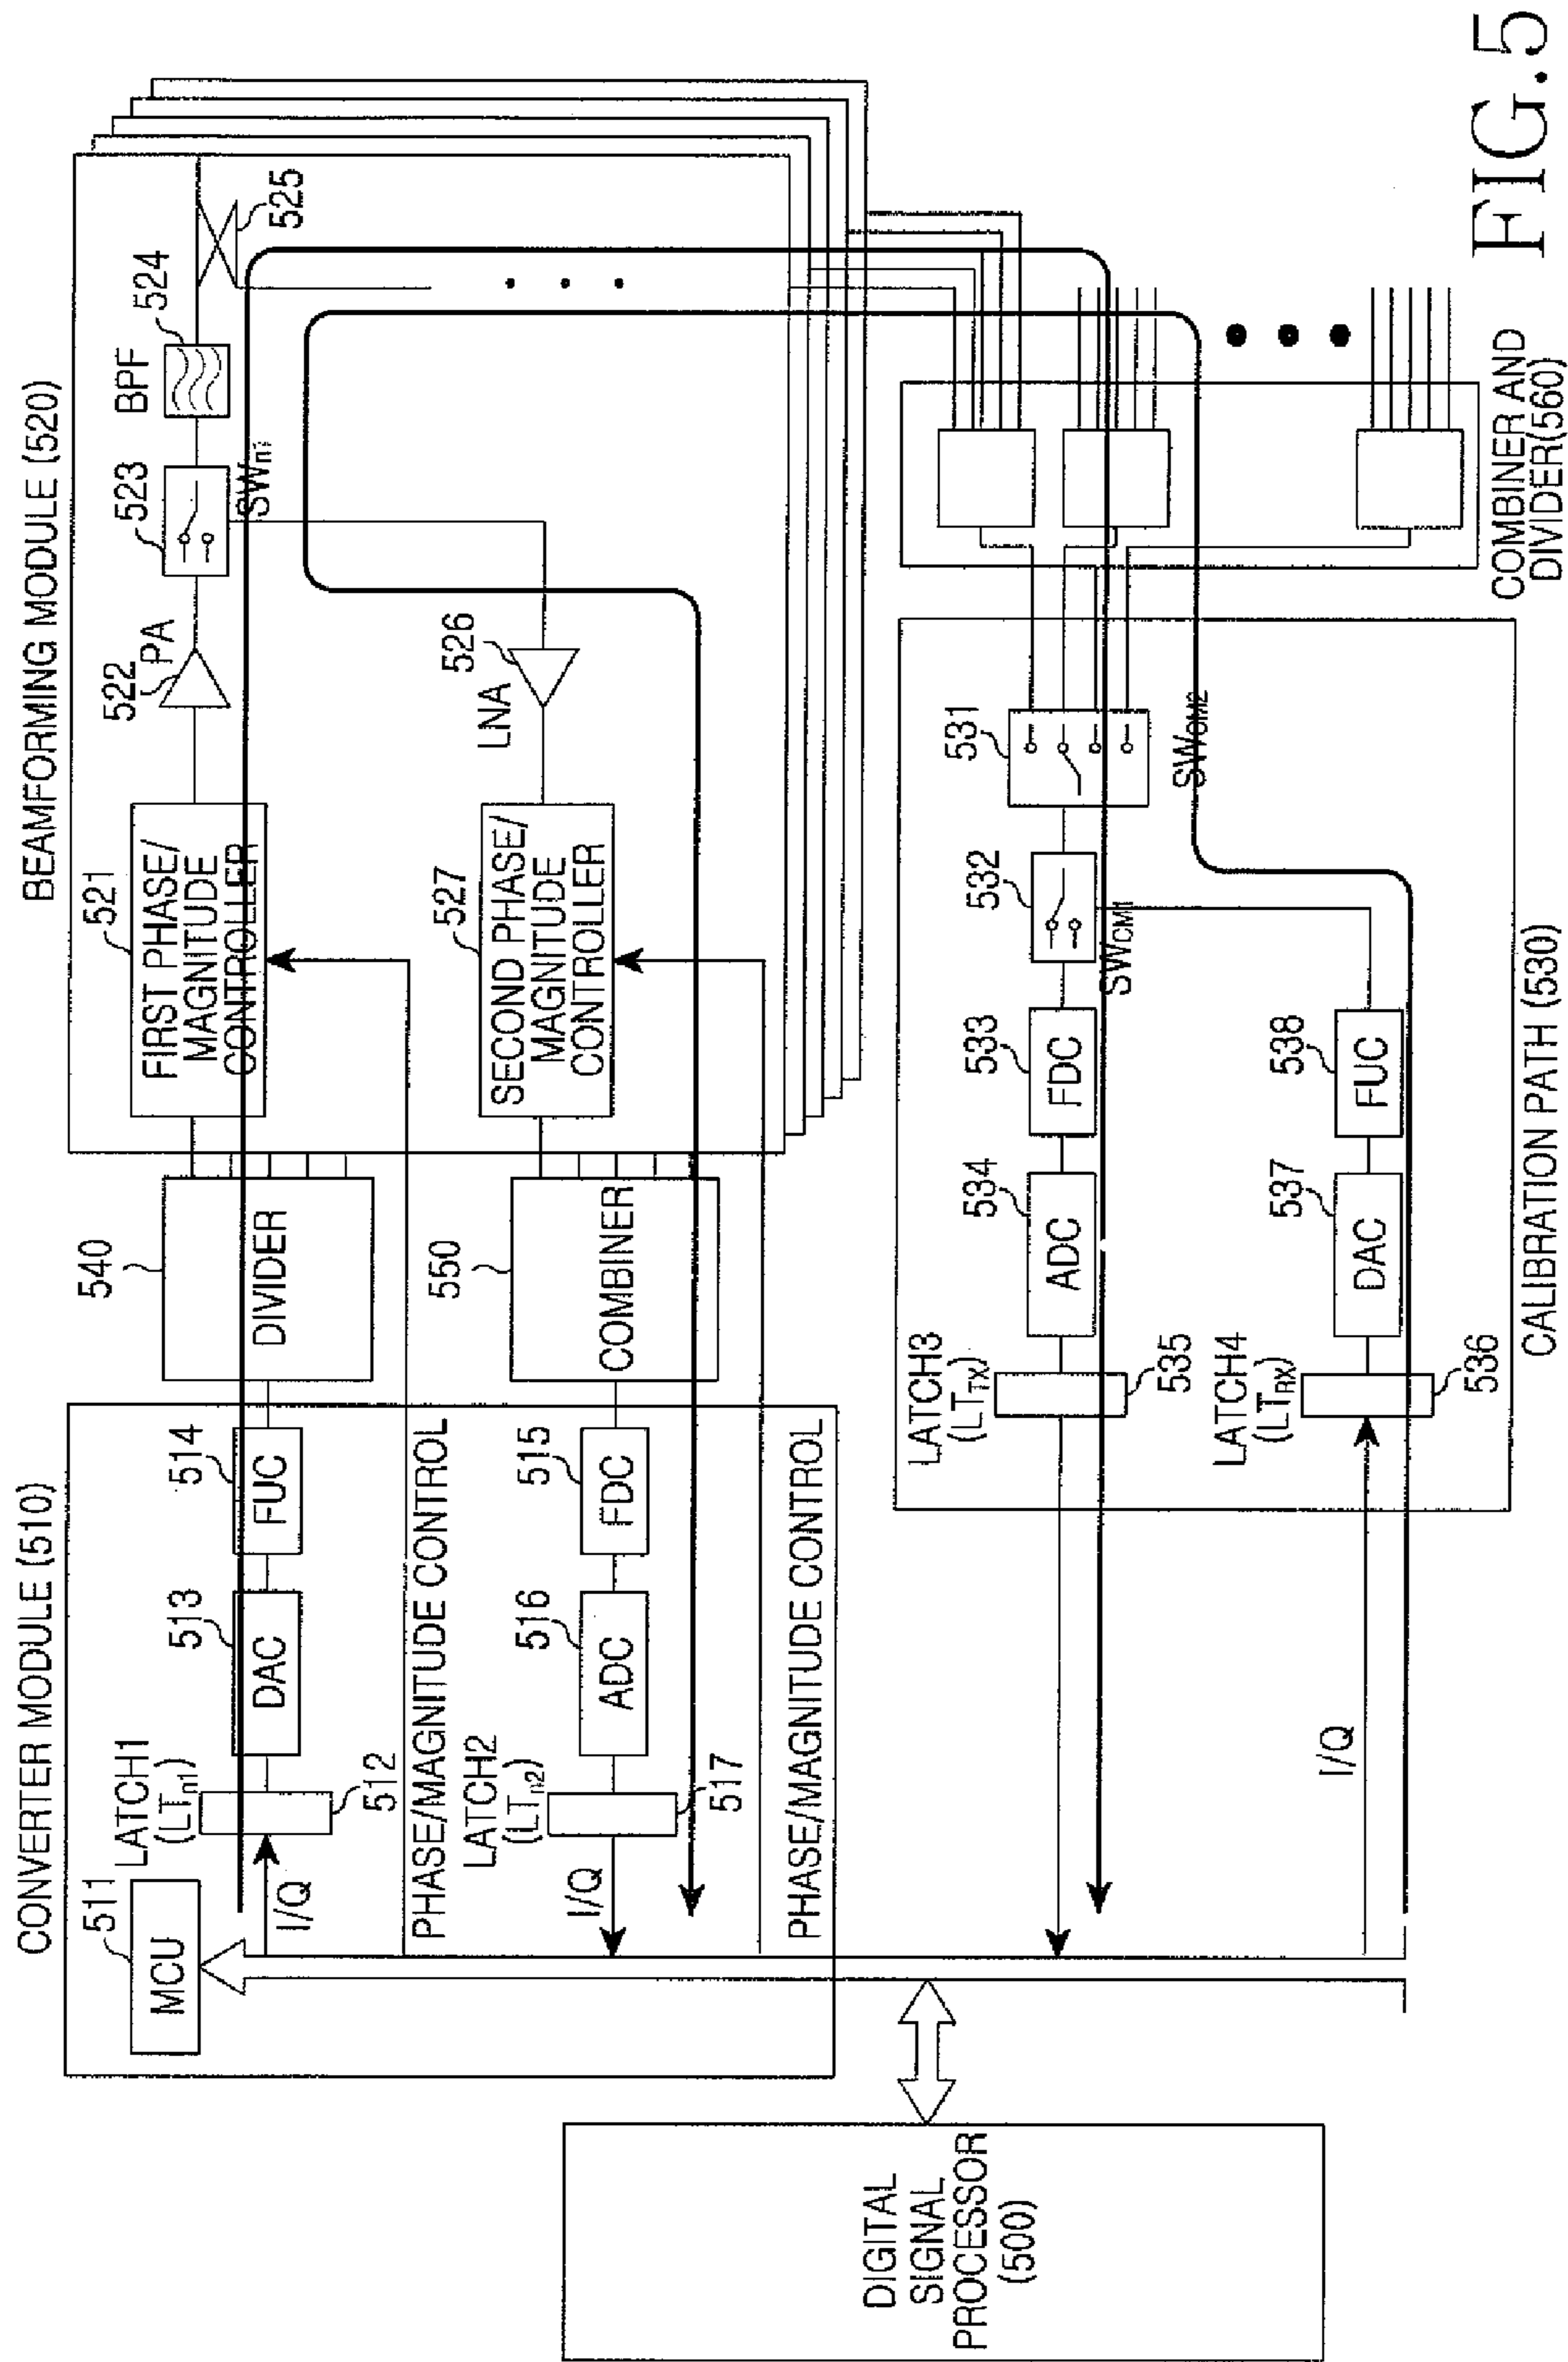 CONVERTER MODULE (510)
511
MCU
LATCH1
(LTn1)
512
I/Q
513
DAC
514
FUC
PHASE/MAGNITUDE CONTROL
LATCH2
(LTn2)
517
I/Q
516
ADC
515
FDC
PHASE/MAGNITUDE CONTROL
540
DIVIDER
550
COMBINER
BEAMFORMING MODULE (520)
521
FIRST PHASE/
MAGNITUDE
CONTROLLER
522
PA
523
SWn1
BPF
524
525
527
SECOND PHASE/
MAGNITUDE
CONTROLLER
LNA
526
DIGITAL
SIGNAL
PROCESSOR
(500)
LATCH3
(LTTX)
535
534
ADC
533
FDC
532
SWCM1
531
SWCM2
LATCH4
(LTRX)
536
I/Q
537
DAC
538
FUC
CALIBRATION PATH (530)
COMBINER AND
DIVIDER(560)
FIG.5